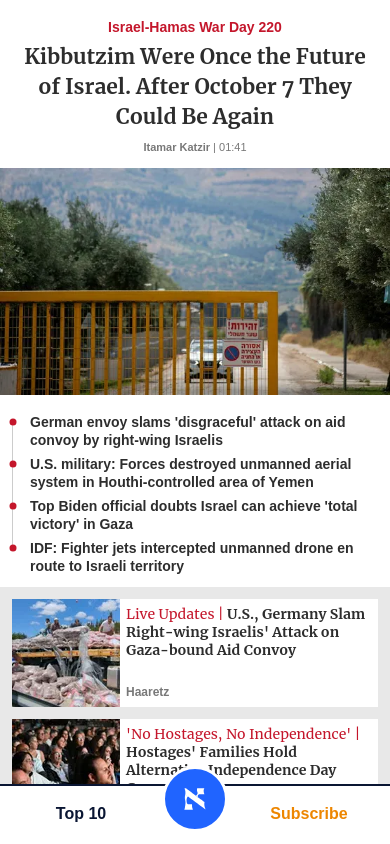 Israel-Hamas War Day 220
Kibbutzim Were Once the Future
of Israel. After October 7 They
Could Be Again
Itamar Katzir | 01:41
זהירות!
German envoy slams 'disgraceful' attack on aid
convoy by right-wing Israelis
U.S. military: Forces destroyed unmanned aerial
system in Houthi-controlled area of Yemen
Top Biden official doubts Israel can achieve 'total
victory' in Gaza
IDF: Fighter jets intercepted unmanned drone en
route to Israeli territory
Live Updates | U.S., Germany Slam
Right-wing Israelis' Attack on
Gaza-bound Aid Convoy
Haaretz
'No Hostages, No Independence' |
Hostages' Families Hold
Independence Day
Top 10
א
Subscribe